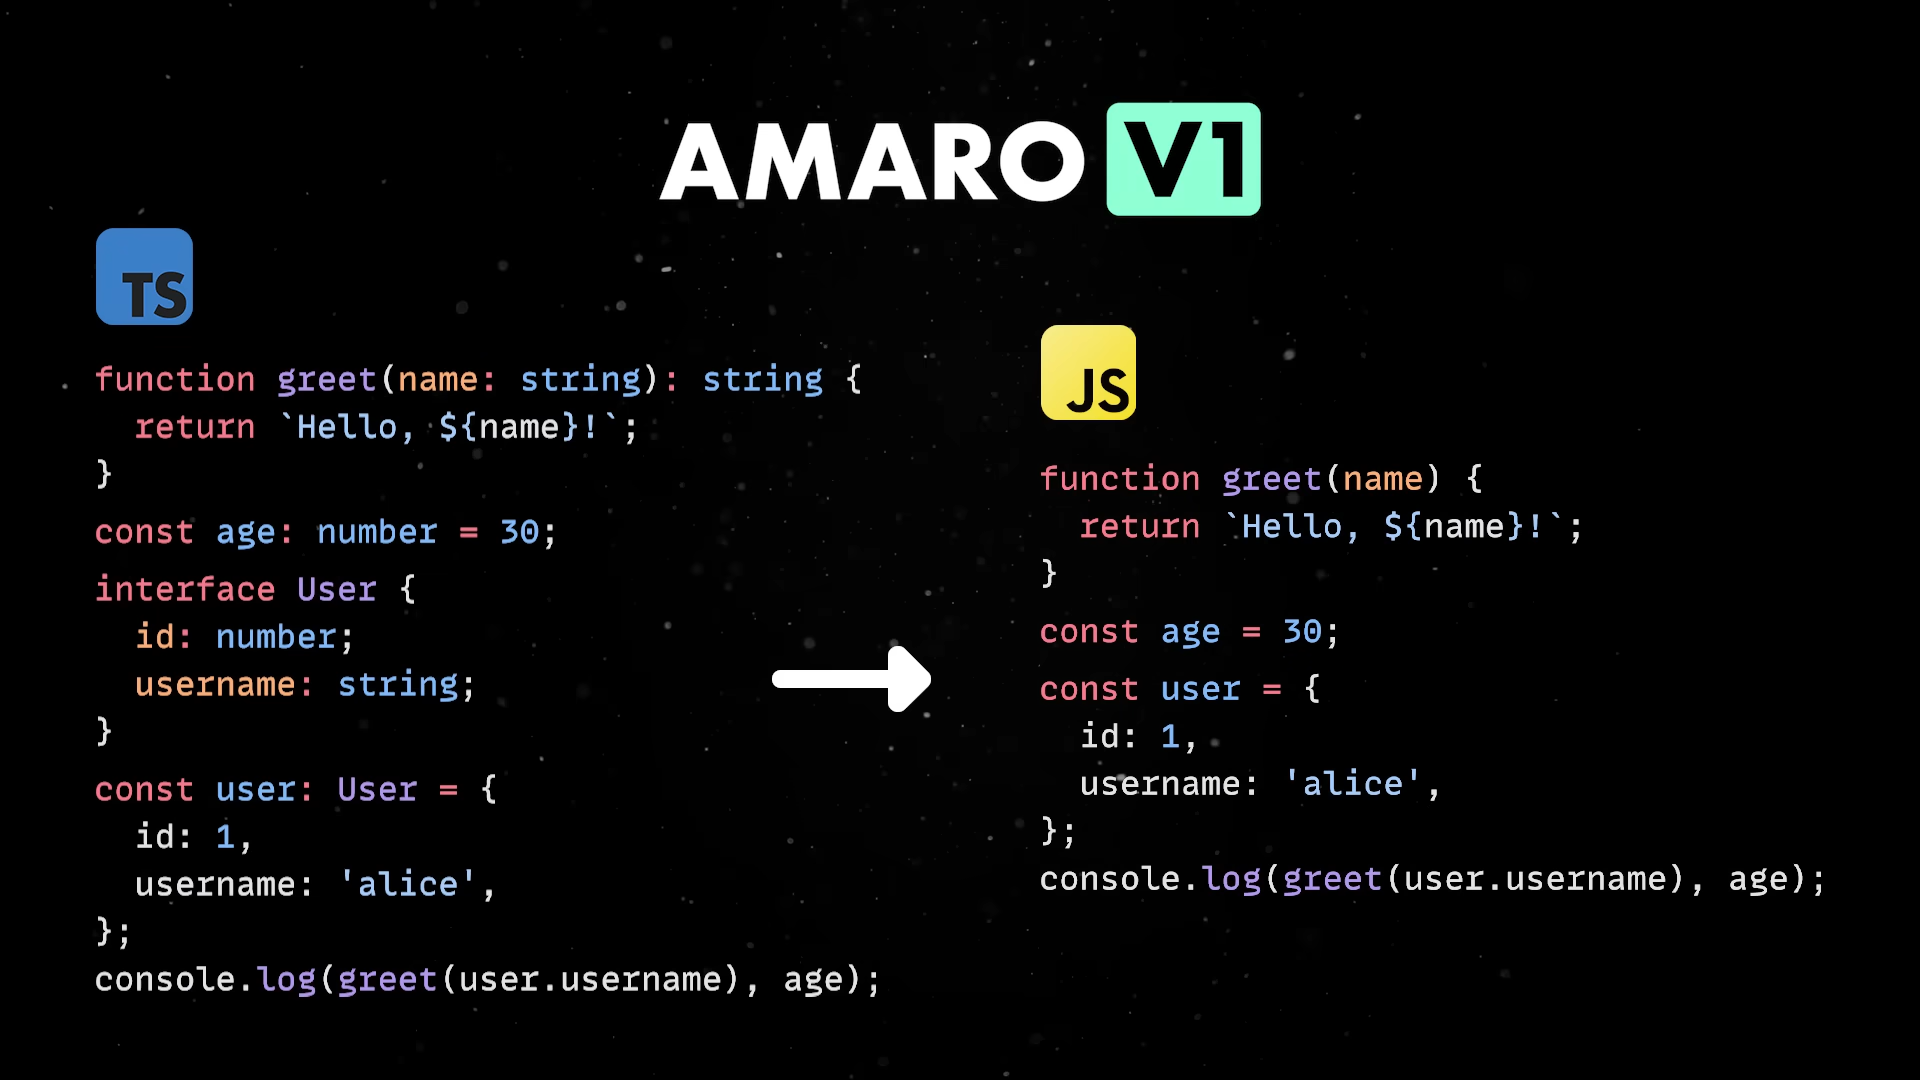 AMARO V1
TS
function greet(name: string): string {
  return `Hello, ${name}!`;
}
const age: number = 30;
interface User {
  id: number;
  username: string;
}
const user: User = {
  id: 1,
  username: 'alice',
};
console.log(greet(user.username), age);
JS
function greet(name) {
  return `Hello, ${name}!`;
}
const age = 30;
const user = {
  id: 1,
  username: 'alice',
};
console.log(greet(user.username), age);